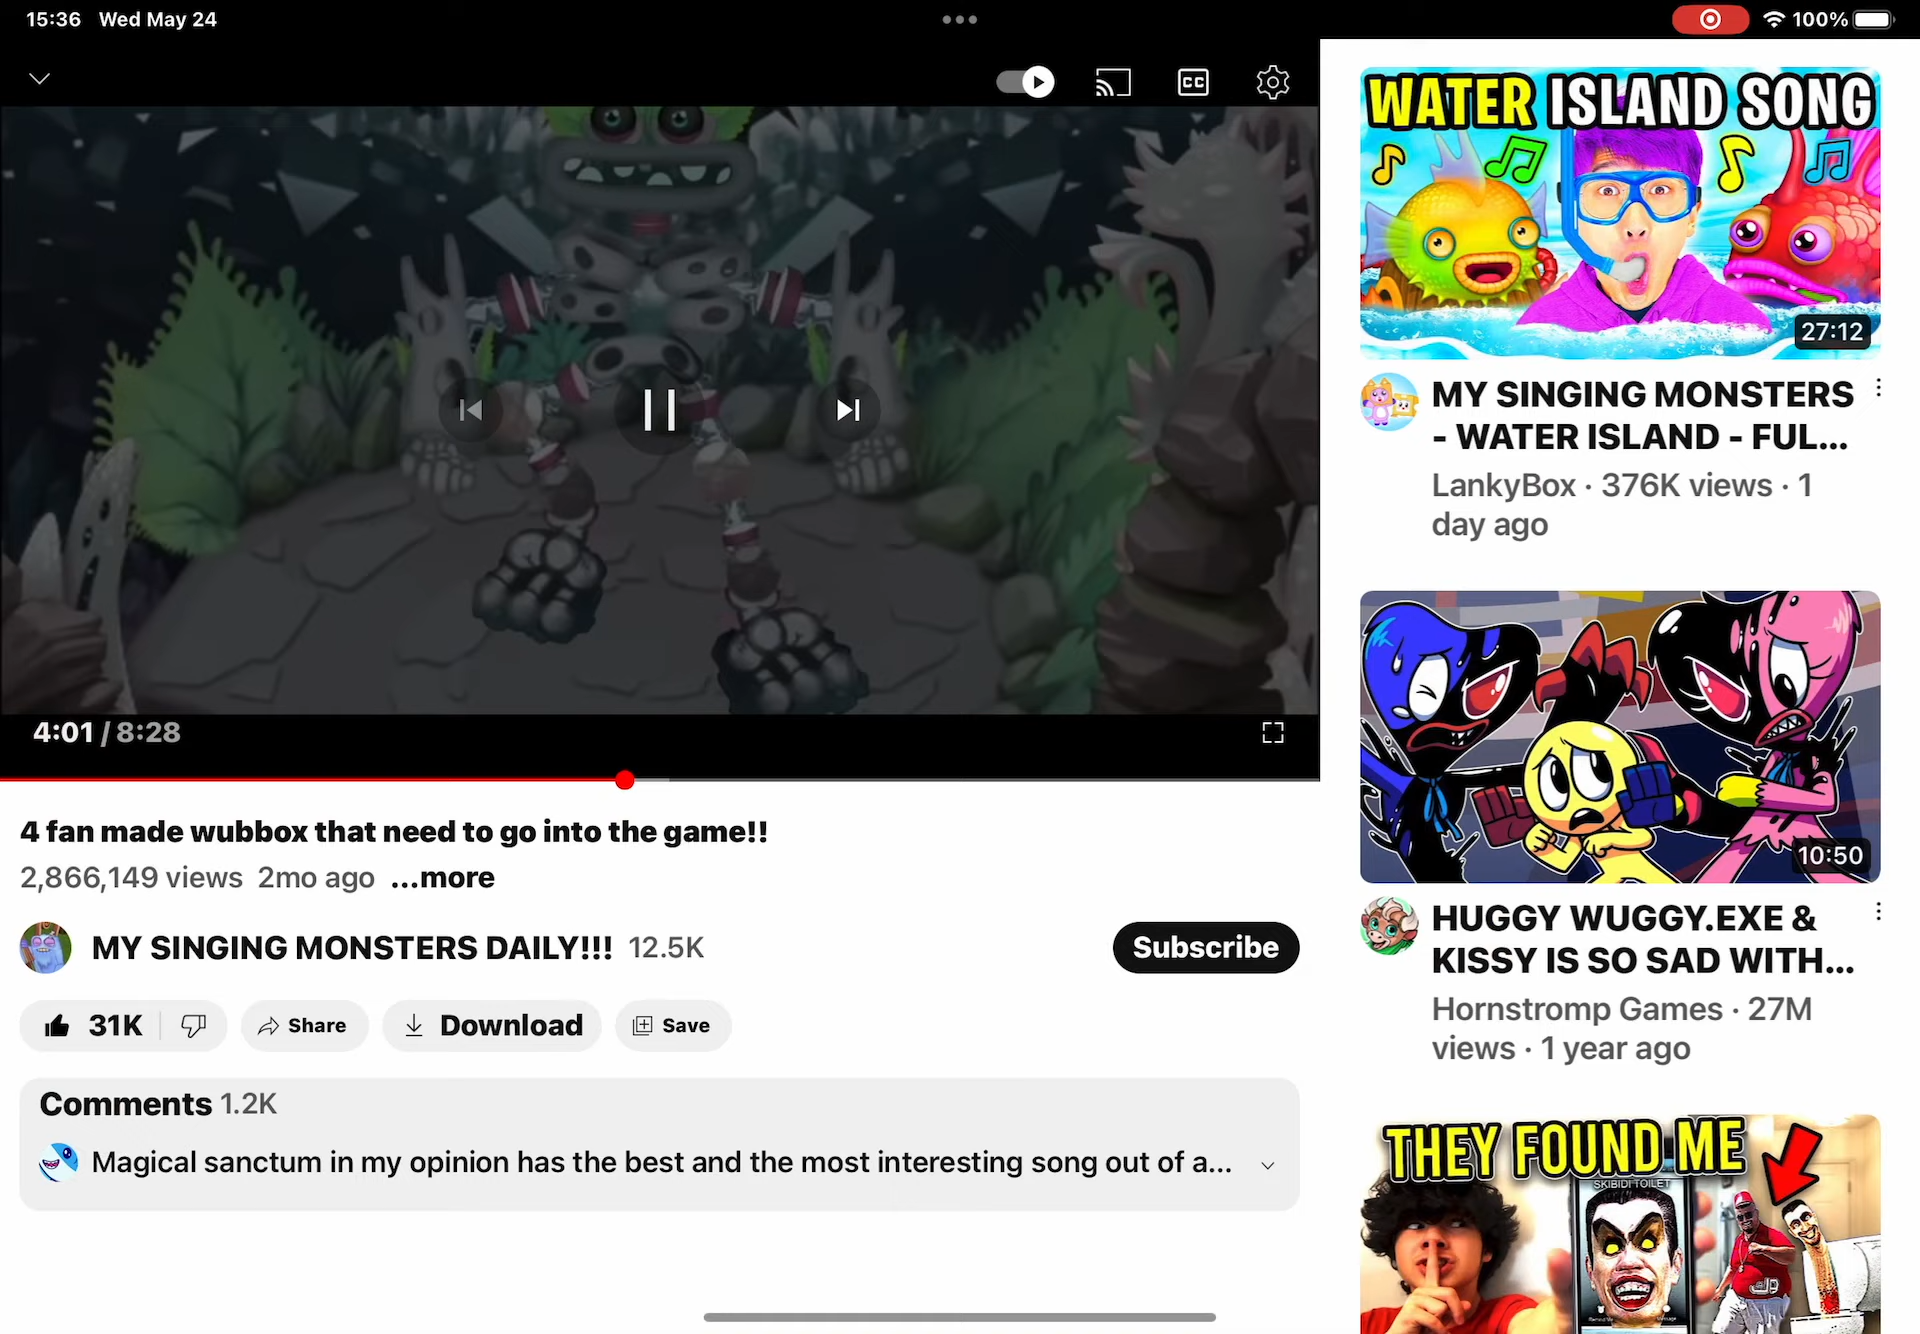 15:36 Wed May 24
100%
CC
4:01 / 8:28
4 fan made wubbox that need to go into the game!!
2,866,149 views 2mo ago ...more
MY SINGING MONSTERS DAILY!!! 12.5K
Subscribe
31K
Share
Download
Save
Comments 1.2K
Magical sanctum in my opinion has the best and the most interesting song out of a...
WATER ISLAND SONG
27:12
MY SINGING MONSTERS
- WATER ISLAND - FUL...
LankyBox · 376K views · 1
day ago
10:50
HUGGY WUGGY.EXE &
KISSY IS SO SAD WITH...
Hornstromp Games · 27M
views · 1 year ago
THEY FOUND ME
SKIBIDI TOILET